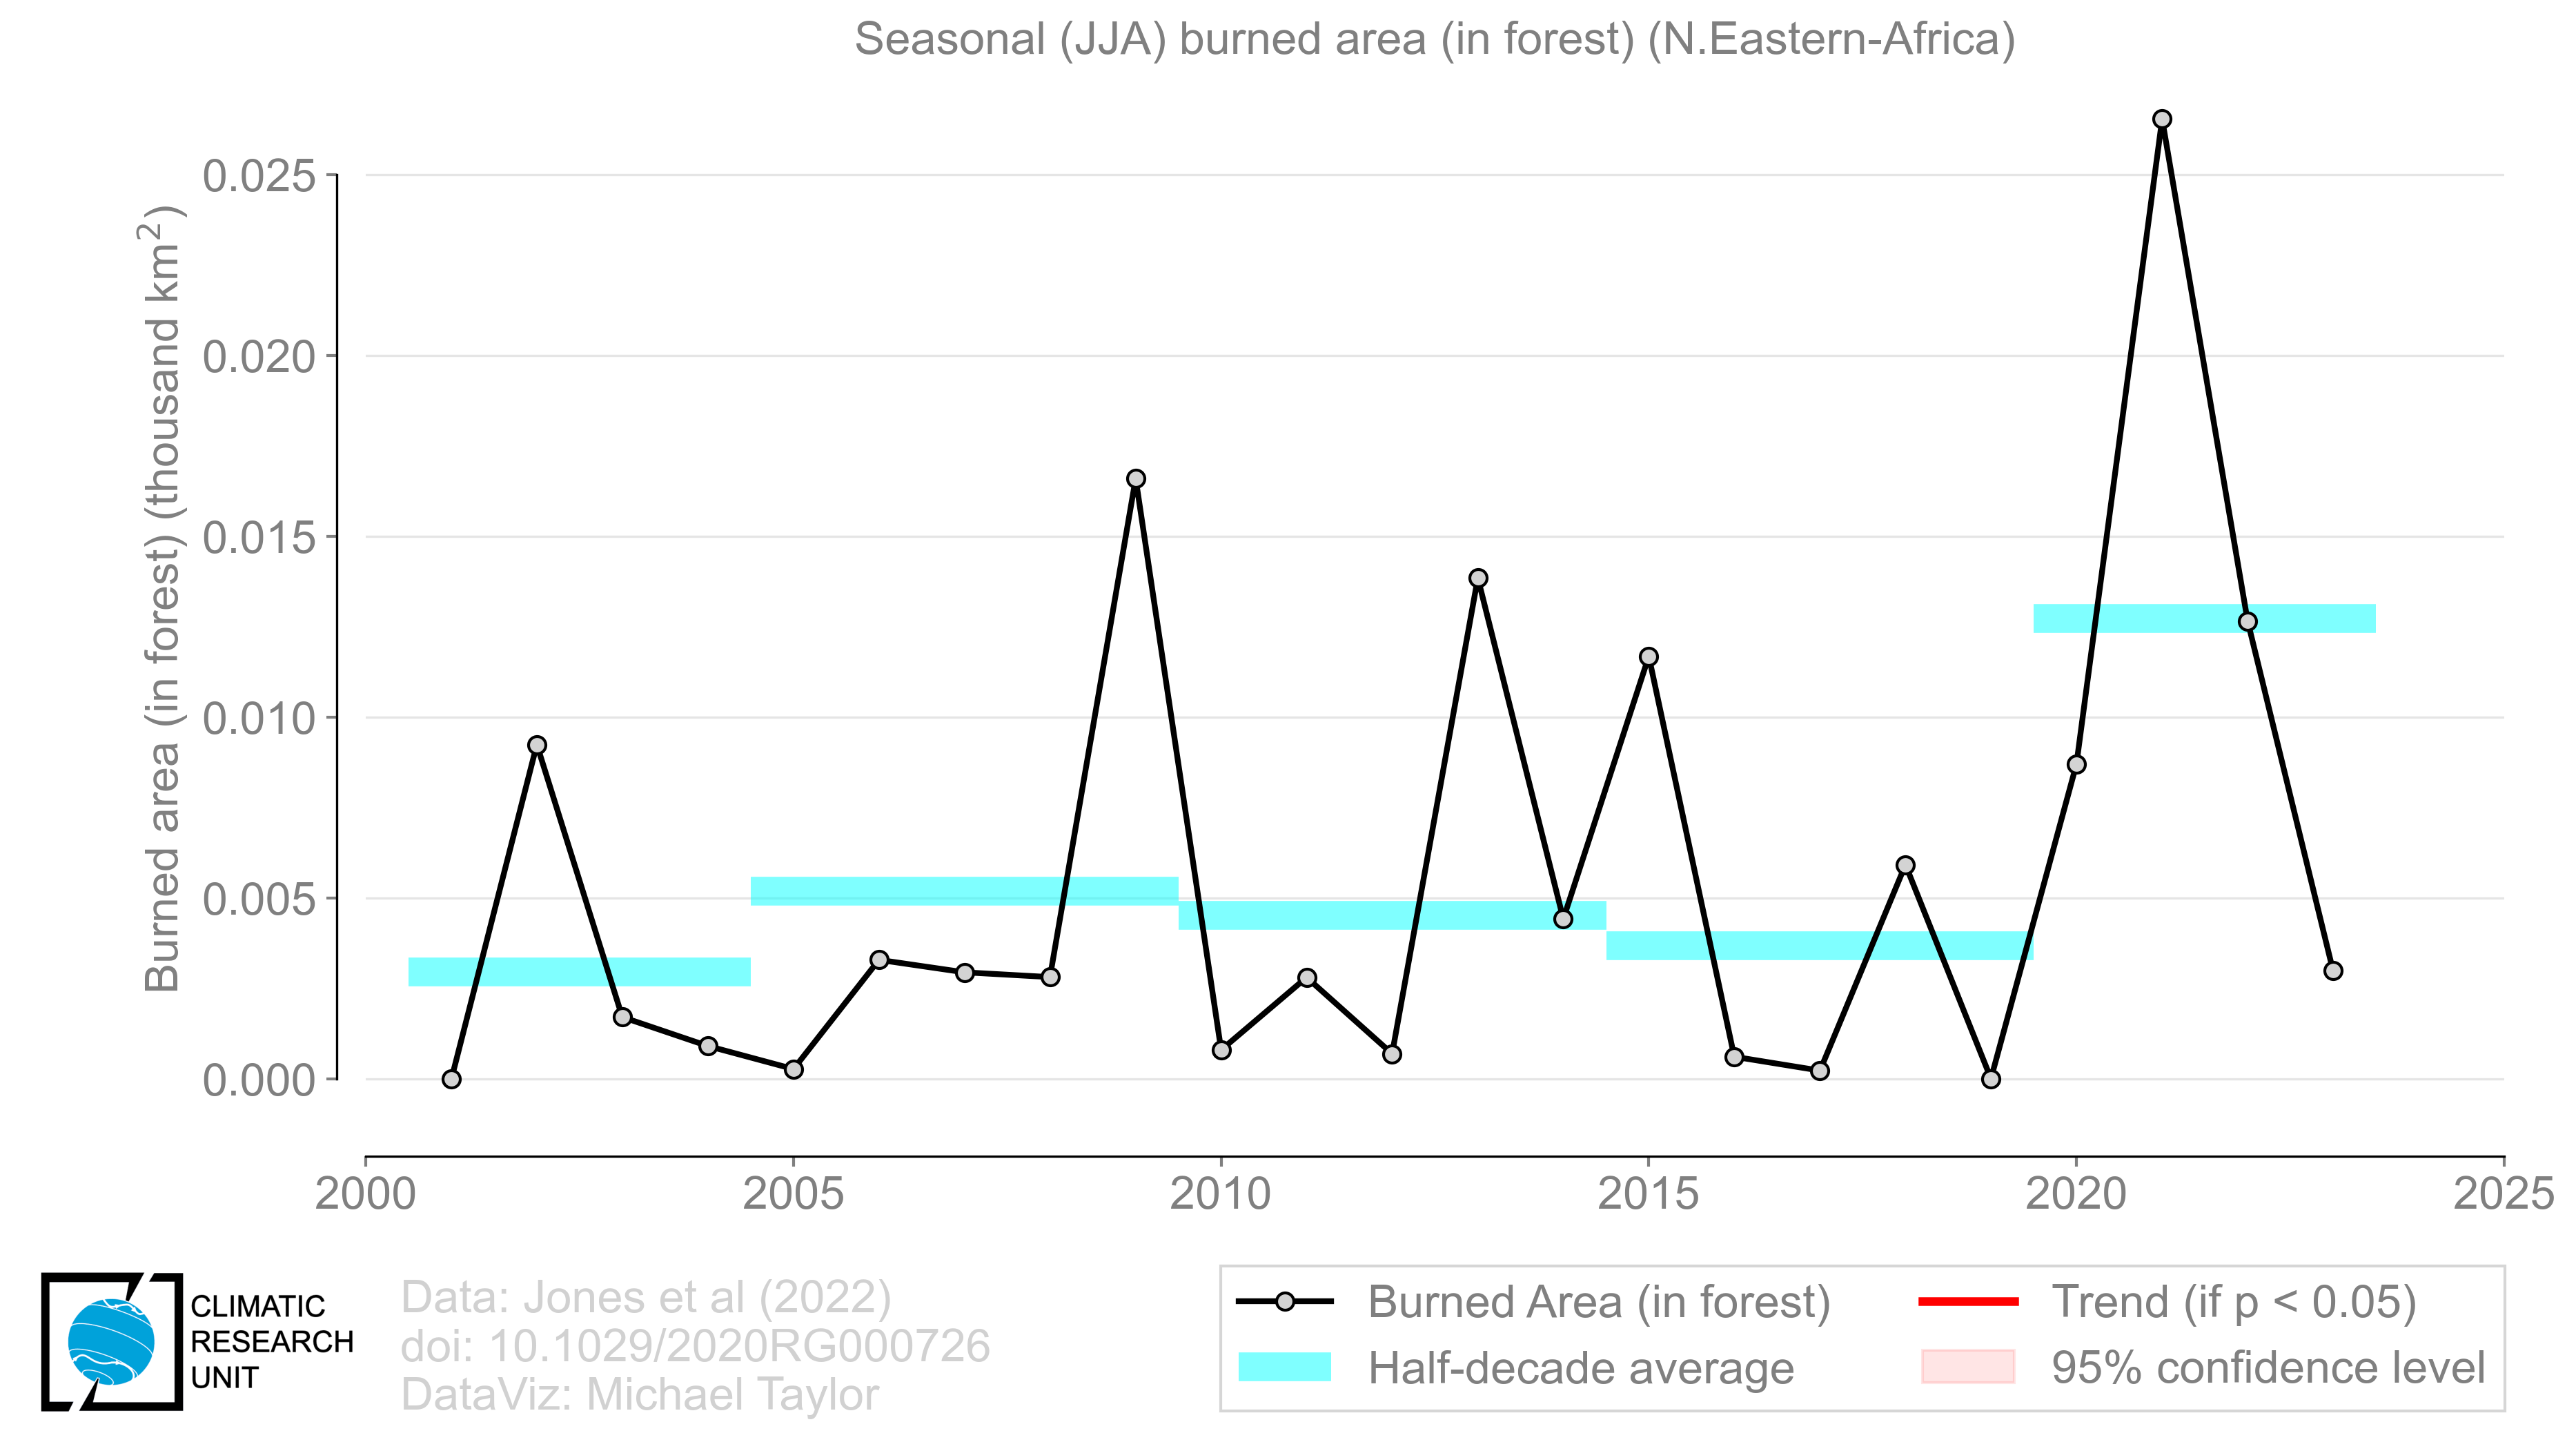 Seasonal (JJA) burned area (in forest) (N.Eastern-Africa)
Burned area (in forest) (thousand km²)
0.025
0.020
0.015
0.010
0.005
0.000
2000
2005
2010
2015
2020
2025
CLIMATIC
RESEARCH
UNIT
Data: Jones et al (2022)
doi: 10.1029/2020RG000726
DataViz: Michael Taylor
Burned Area (in forest)
Half-decade average
Trend (if p < 0.05)
95% confidence level